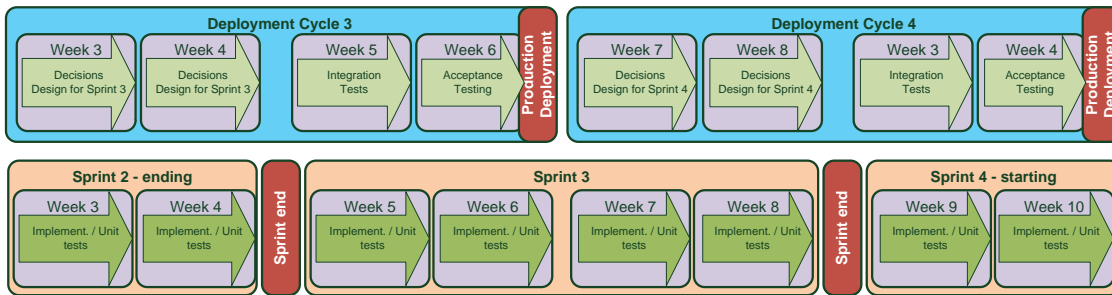 Deployment Cycle 3
Week 3
Decisions
Design for Sprint 3
Week 4
Decisions
Design for Sprint 3
Week 5
Integration
Tests
Week 6
Acceptance
Testing
Production
Deployment
Deployment Cycle 4
Week 7
Decisions
Design for Sprint 4
Week 8
Decisions
Design for Sprint 4
Week 3
Integration
Tests
Week 4
Acceptance
Testing
Production
Deployment
Sprint 2 - ending
Week 3
Implement. / Unit
tests
Week 4
Implement. / Unit
tests
Sprint end
Sprint 3
Week 5
Implement. / Unit
tests
Week 6
Implement. / Unit
tests
Week 7
Implement. / Unit
tests
Week 8
Implement. / Unit
tests
Sprint end
Sprint 4 - starting
Week 9
Implement. / Unit
tests
Week 10
Implement. / Unit
tests